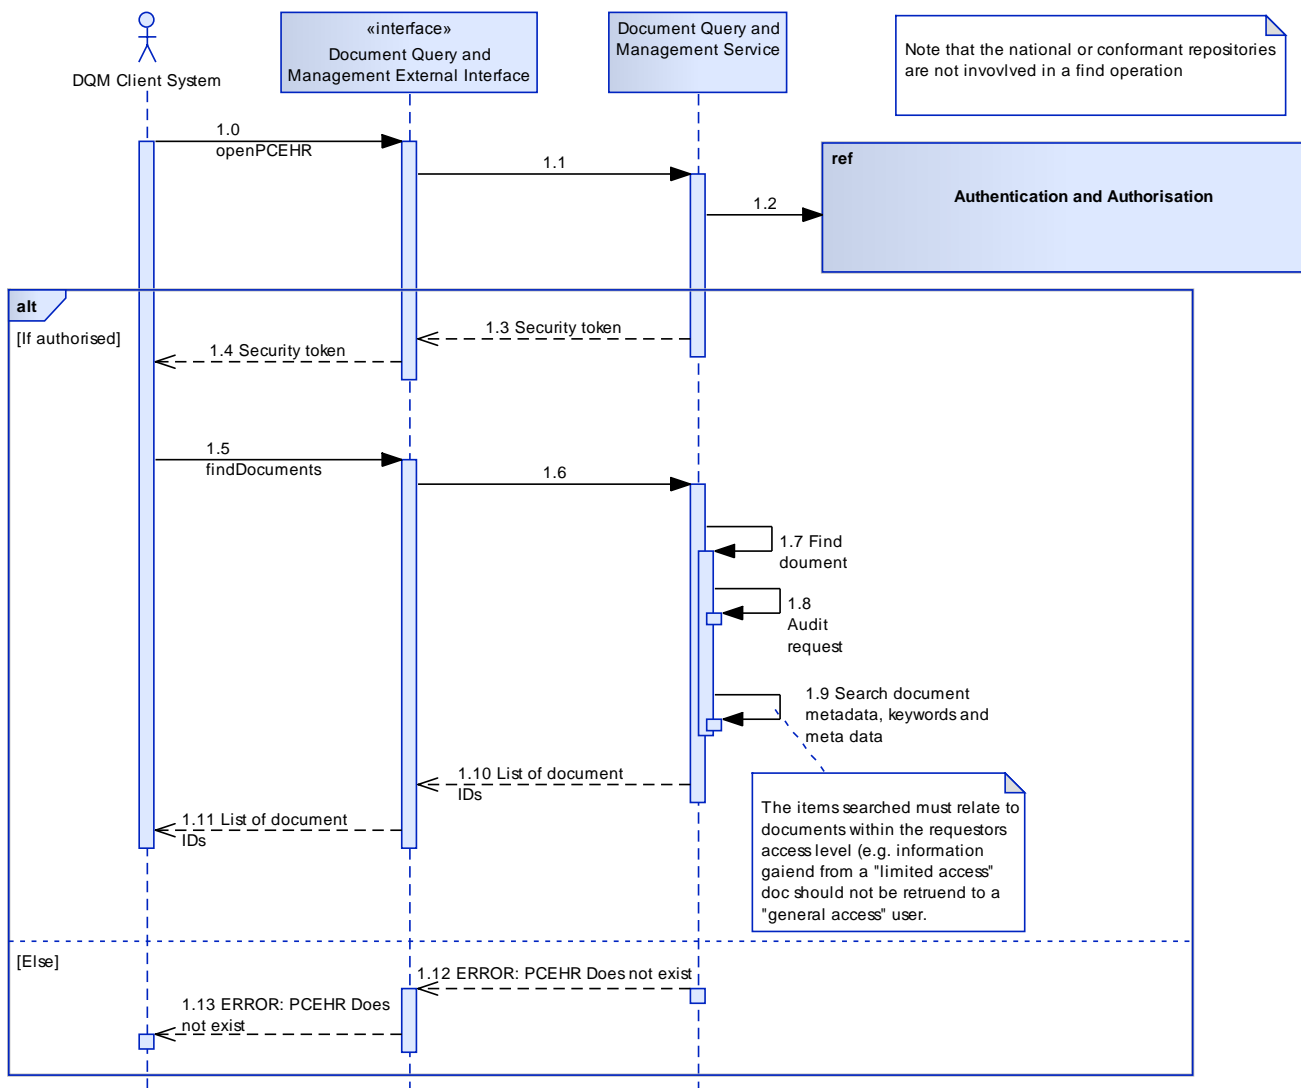 DQM Client System
«interface»
Document Query and
Management External Interface
Document Query and
Management Service
Note that the national or conformant repositories
are not invovlved in a find operation
1.0
openPCEHR
1.1
1.2
ref
Authentication and Authorisation
alt
[If authorised]
1.3 Security token
1.4 Security token
1.5
findDocuments
1.6
1.7 Find
doument
1.8
Audit
request
1.9 Search document
metadata, keywords and
meta data
1.10 List of document
IDs
1.11 List of document
IDs
The items searched must relate to
documents within the requestors
access level (e.g. information
gaiend from a "limited access"
doc should not be retruend to a
"general access" user.
[Else]
1.12 ERROR: PCEHR Does not exist
1.13 ERROR: PCEHR Does
not exist